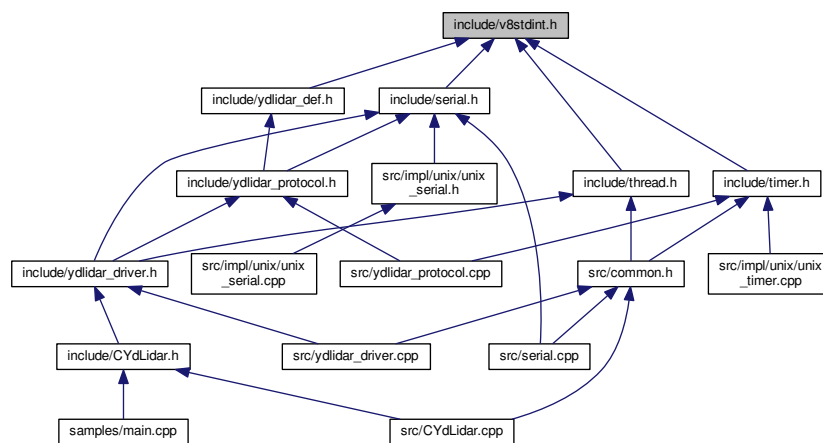 include/v8stdint.h
include/ydlidar_def.h
include/serial.h
include/ydlidar_protocol.h
src/impl/unix/unix
_serial.h
include/thread.h
include/timer.h
include/ydlidar_driver.h
src/impl/unix/unix
_serial.cpp
src/ydlidar_protocol.cpp
src/common.h
src/impl/unix/unix
_timer.cpp
include/CYdLidar.h
src/ydlidar_driver.cpp
src/serial.cpp
samples/main.cpp
src/CYdLidar.cpp